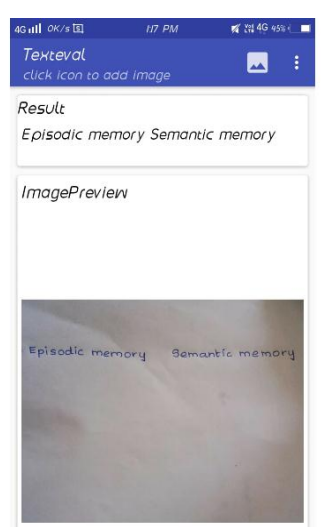 4G 0K/s 1:17 PM 4G 45%
Texteval
click icon to add image
Result
Episodic memory Semantic memory
ImagePreview
Episodic memory Semantic memory